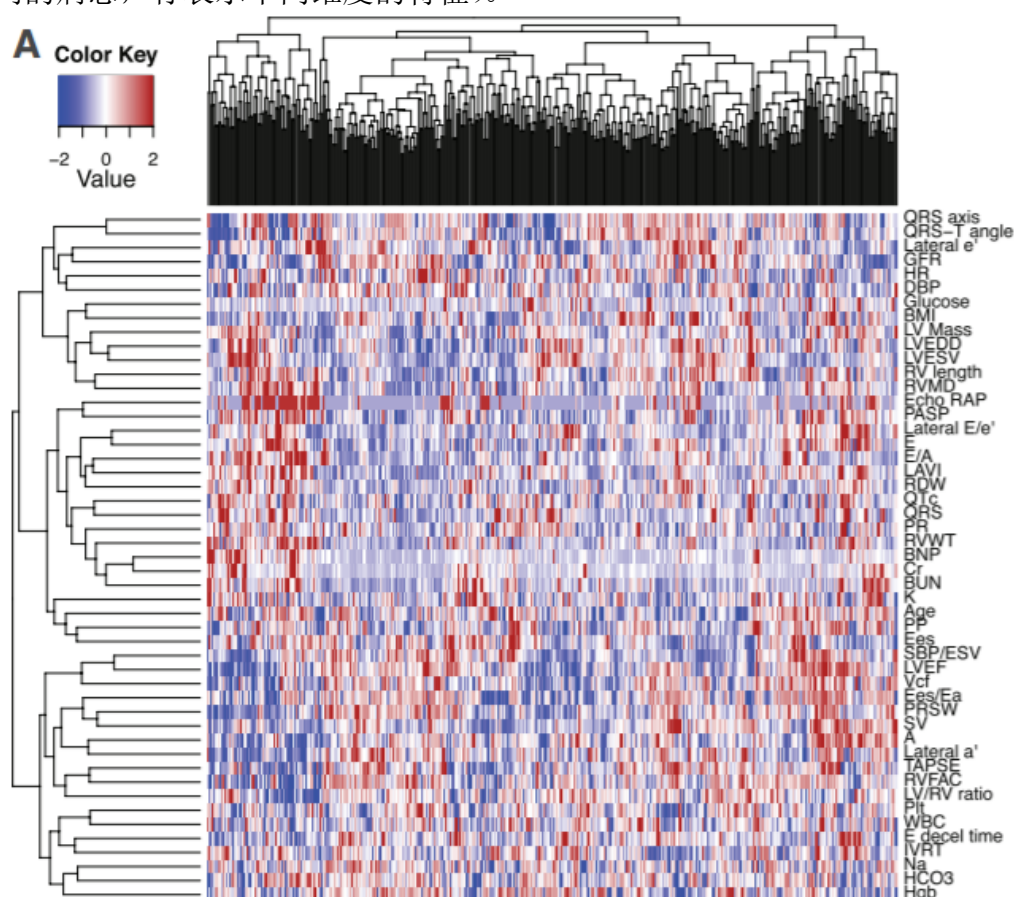 A
Color Key
−2 0 2
Value
QRS axis
QRS−T angle
Lateral e'
GFR
HR
DBP
Glucose
BMI
LV Mass
LVEDD
LVESV
RV length
RVMD
Echo RAP
PASP
Lateral E/e'
E
E/A
LAVI
RDW
QTc
QRS
PR
RVWT
BNP
Cr
BUN
K
Age
PP
Ees
SBP/ESV
LVEF
Vcf
Ees/Ea
PRSW
SV
A
Lateral a'
TAPSE
RVFAC
LV/RV ratio
Plt
WBC
E decel time
IVRT
Na
HCO3
Hgb